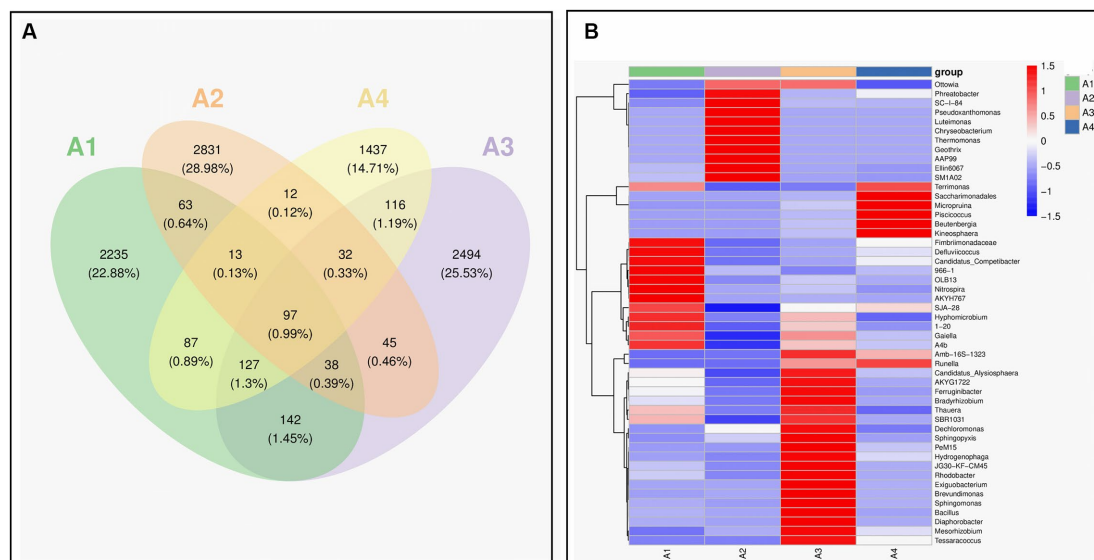 A
A1
A2
A4
A3
2831
(28.98%)
1437
(14.71%)
12
(0.12%)
63
(0.64%)
116
(1.19%)
2235
(22.88%)
13
(0.13%)
32
(0.33%)
2494
(25.53%)
97
(0.99%)
87
(0.89%)
45
(0.46%)
127
(1.3%)
38
(0.39%)
142
(1.45%)
B
group
Ottowia
Phreatobacter
SC-I-84
Pseudoxanthomonas
Luteimonas
Chryseobacterium
Thermomonas
Geothrix
AAP99
Ellin6067
SM1A02
Terrimonas
Saccharimonadales
Micropruina
Piscicoccus
Beutenbergia
Kineosphaera
Fimbriimonadaceae
Defluviicoccus
Candidatus_Competibacter
966-1
OLB13
Nitrospira
AKYH767
SJA-28
Hyphomicrobium
1-20
Gaiella
A4b
Amb-16S-1323
Runella
Candidatus_Alysiosphaera
AKYG1722
Ferruginibacter
Bradyrhizobium
Thauera
SBR1031
Dechloromonas
Sphingopyxis
PeM15
Hydrogenophaga
JG30-KF-CM45
Rhodobacter
Exiguobacterium
Brevundimonas
Sphingomonas
Bacillus
Diaphorobacter
Mesorhizobium
Tessaracoccus
A1
A2
A3
A4
1.5
1
0.5
0
-0.5
-1
-1.5
A1
A2
A3
A4